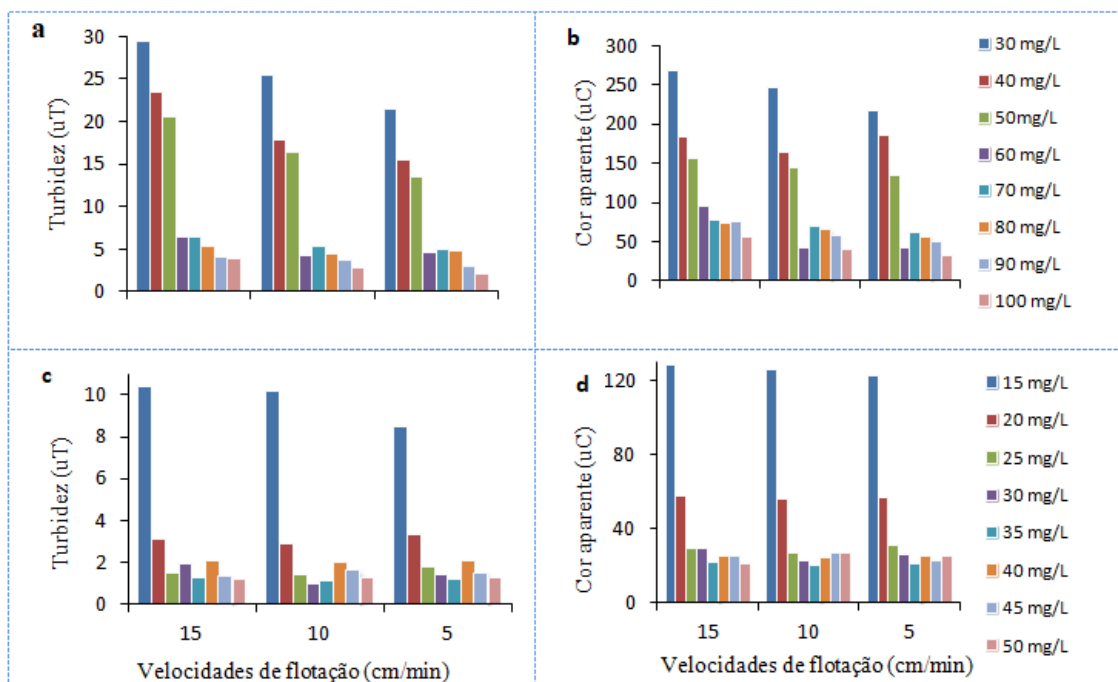 a
Turbidez (uT)
30
25
20
15
10
5
0
b
Cor aparente (uC)
300
250
200
150
100
50
0
30 mg/L
40 mg/L
50mg/L
60 mg/L
70 mg/L
80 mg/L
90 mg/L
100 mg/L
c
Turbidez (uT)
10
8
6
4
2
0
15
10
5
Velocidades de flotação (cm/min)
d
Cor aparente (uC)
120
80
40
0
15
10
5
Velocidades de flotação (cm/min)
15 mg/L
20 mg/L
25 mg/L
30 mg/L
35 mg/L
40 mg/L
45 mg/L
50 mg/L